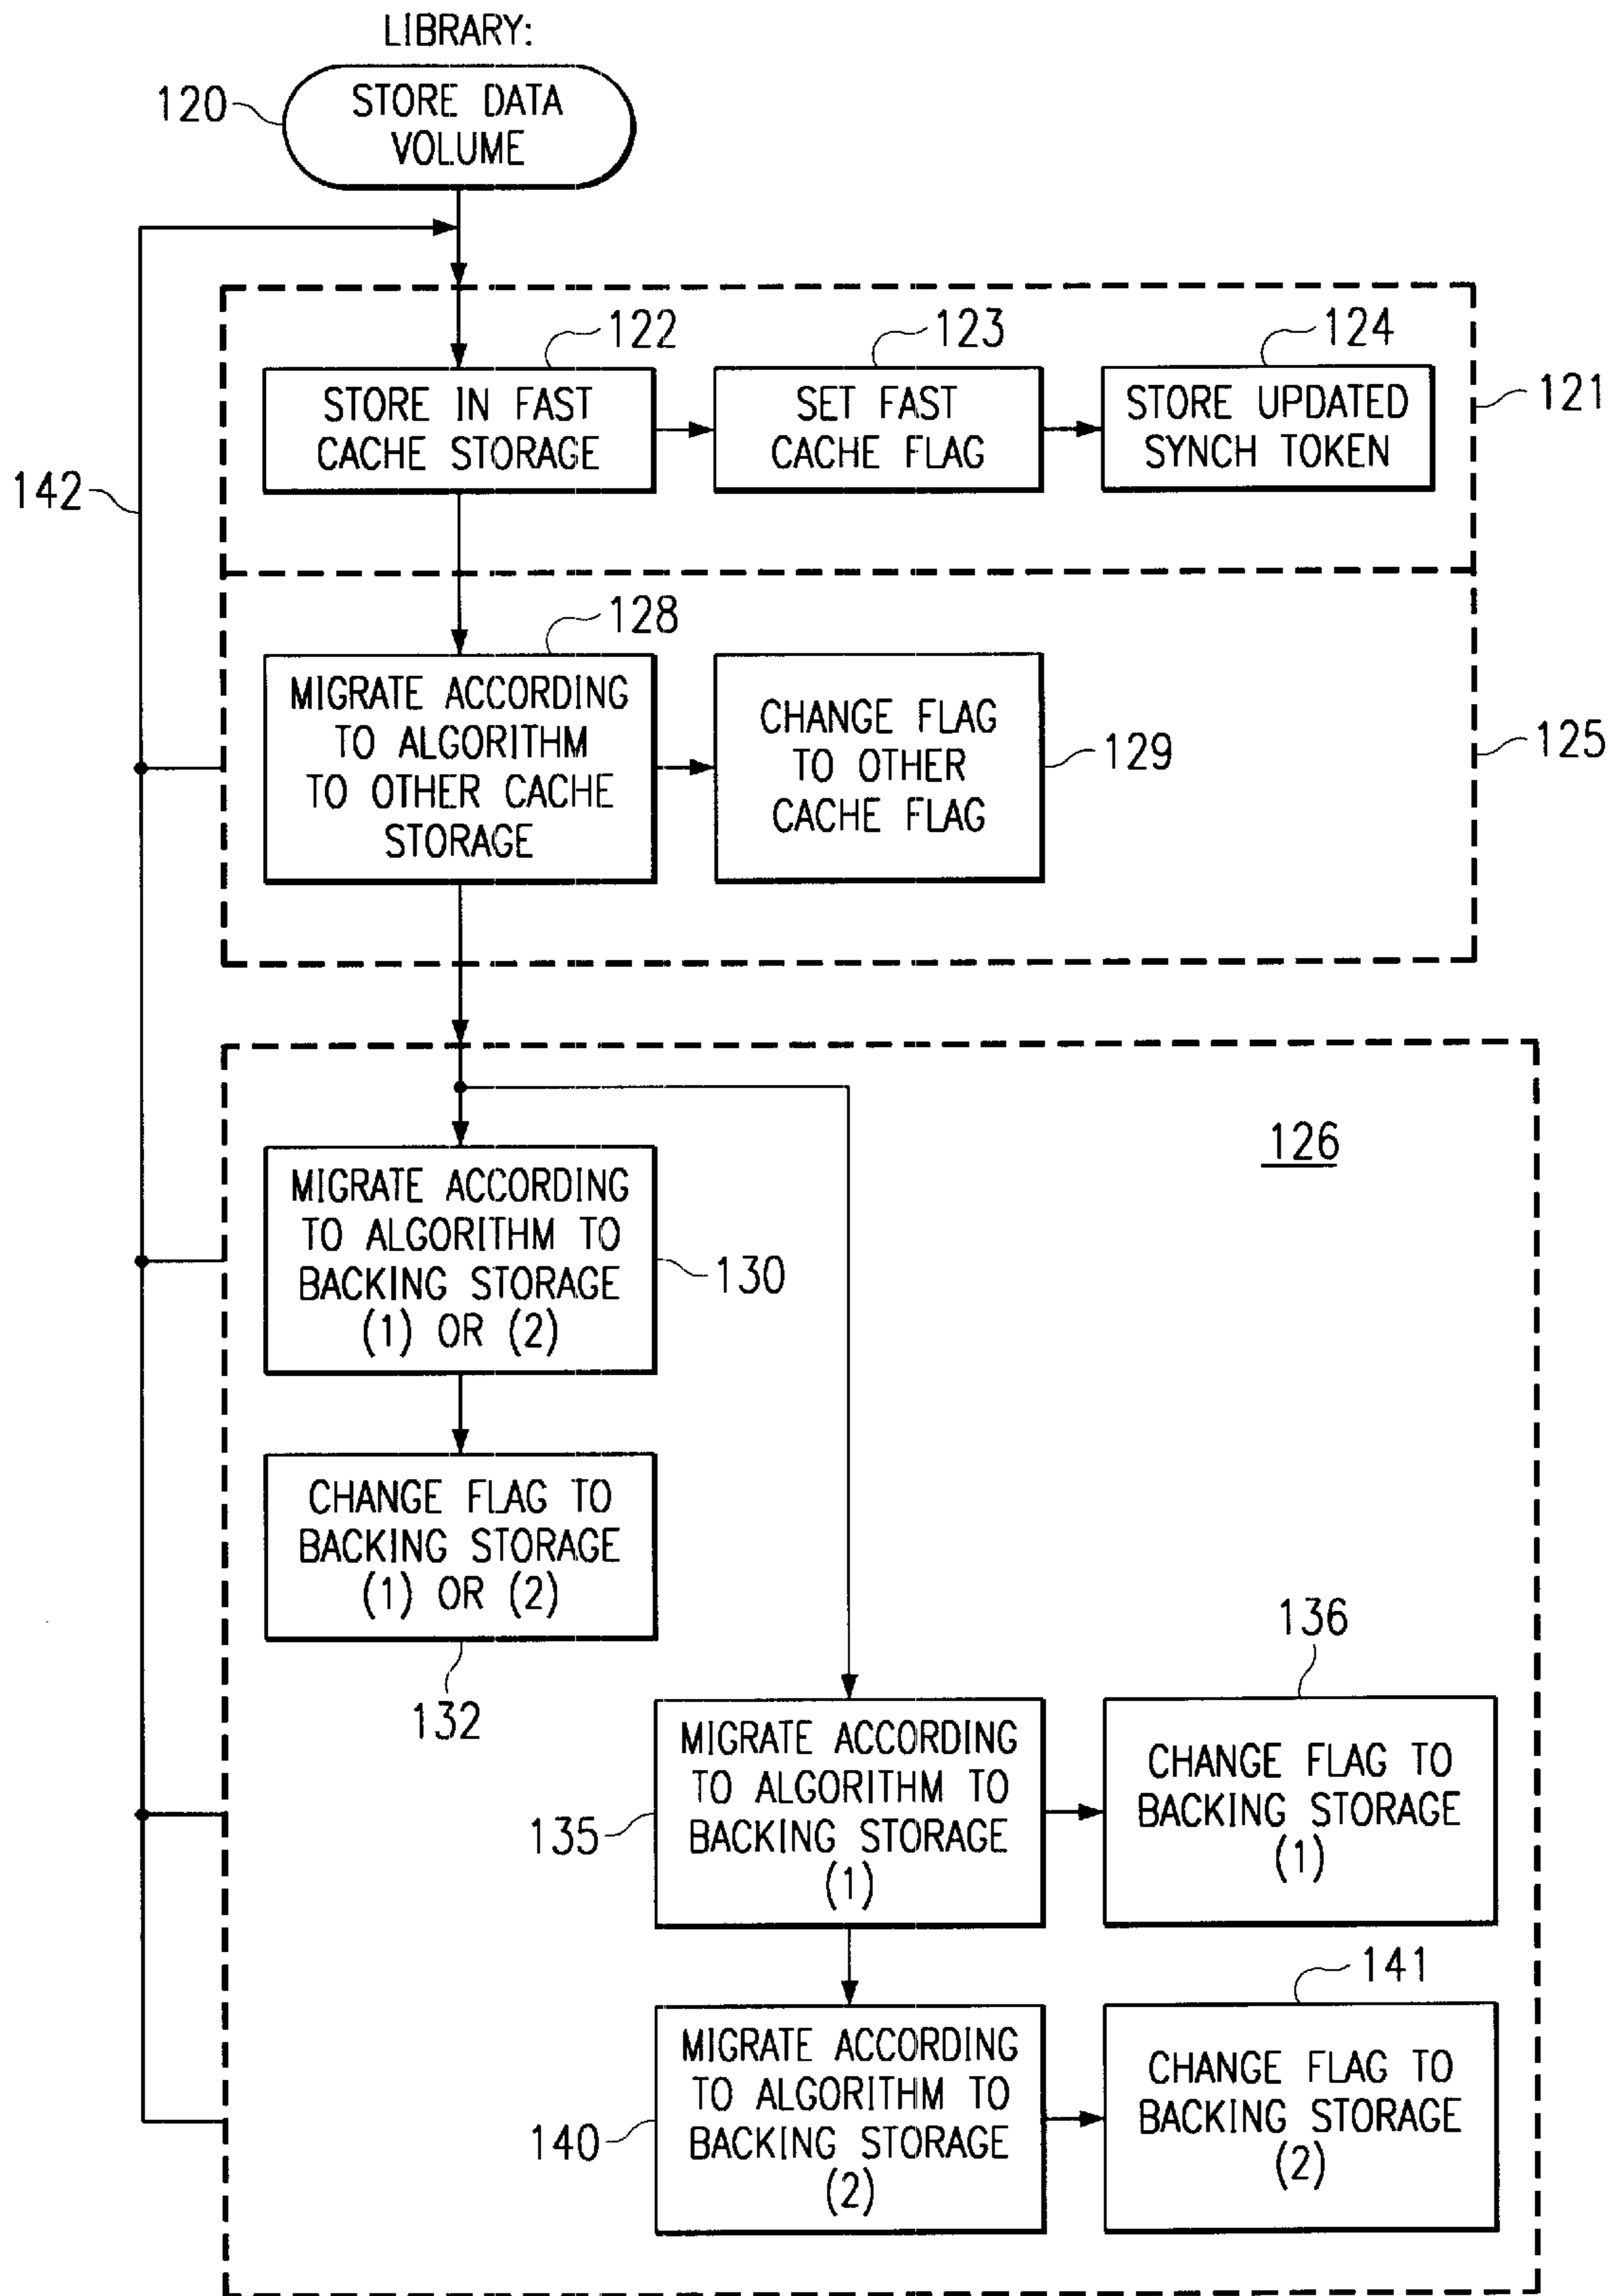 LIBRARY:
120
STORE DATA
VOLUME
122
123
124
STORE IN FAST
CACHE STORAGE
SET FAST
CACHE FLAG
STORE UPDATED
SYNCH TOKEN
121
142
128
MIGRATE ACCORDING
TO ALGORITHM
TO OTHER CACHE
STORAGE
CHANGE FLAG
TO OTHER
CACHE FLAG
129
125
126
MIGRATE ACCORDING
TO ALGORITHM TO
BACKING STORAGE
(1) OR (2)
130
CHANGE FLAG TO
BACKING STORAGE
(1) OR (2)
132
136
135
MIGRATE ACCORDING
TO ALGORITHM TO
BACKING STORAGE
(1)
CHANGE FLAG TO
BACKING STORAGE
(1)
141
140
MIGRATE ACCORDING
TO ALGORITHM TO
BACKING STORAGE
(2)
CHANGE FLAG TO
BACKING STORAGE
(2)